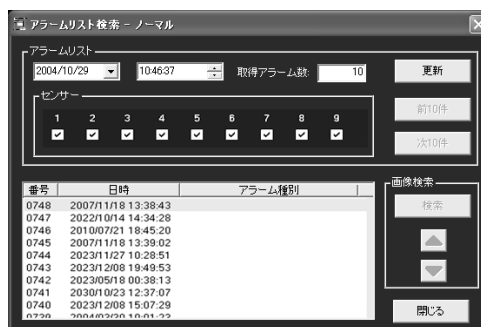 アラームリスト検索 - ノーマル
アラームリスト
2004/10/29 10:46:37 取得アラーム数: 10 更新
センサー
1 2 3 4 5 6 7 8 9
前10件
次10件
番号 日時 アラーム種別
0748 2007/11/18 13:38:43
0747 2022/10/14 14:34:28
0746 2010/07/21 18:45:20
0745 2007/11/18 13:39:02
0744 2023/11/27 10:28:51
0743 2023/12/08 19:49:53
0742 2023/05/18 00:38:13
0741 2030/10/23 12:37:07
0740 2023/12/08 15:07:29
画像検索
検索
閉じる